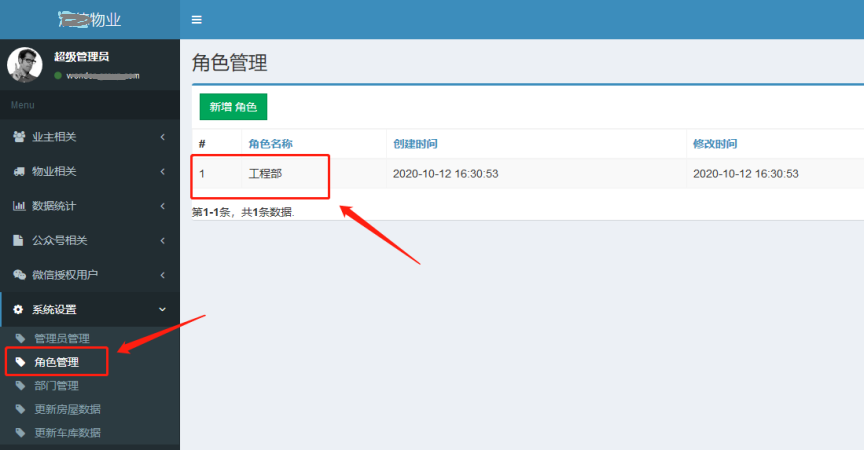 物业
超级管理员
Menu
业主相关
物业相关
数据统计
公众号相关
微信授权用户
系统设置
管理员管理
角色管理
部门管理
更新房屋数据
更新车库数据
角色管理
新增 角色
# 角色名称 创建时间 修改时间
1 工程部 2020-10-12 16:30:53 2020-10-12 16:30:53
第1-1条，共1条数据.